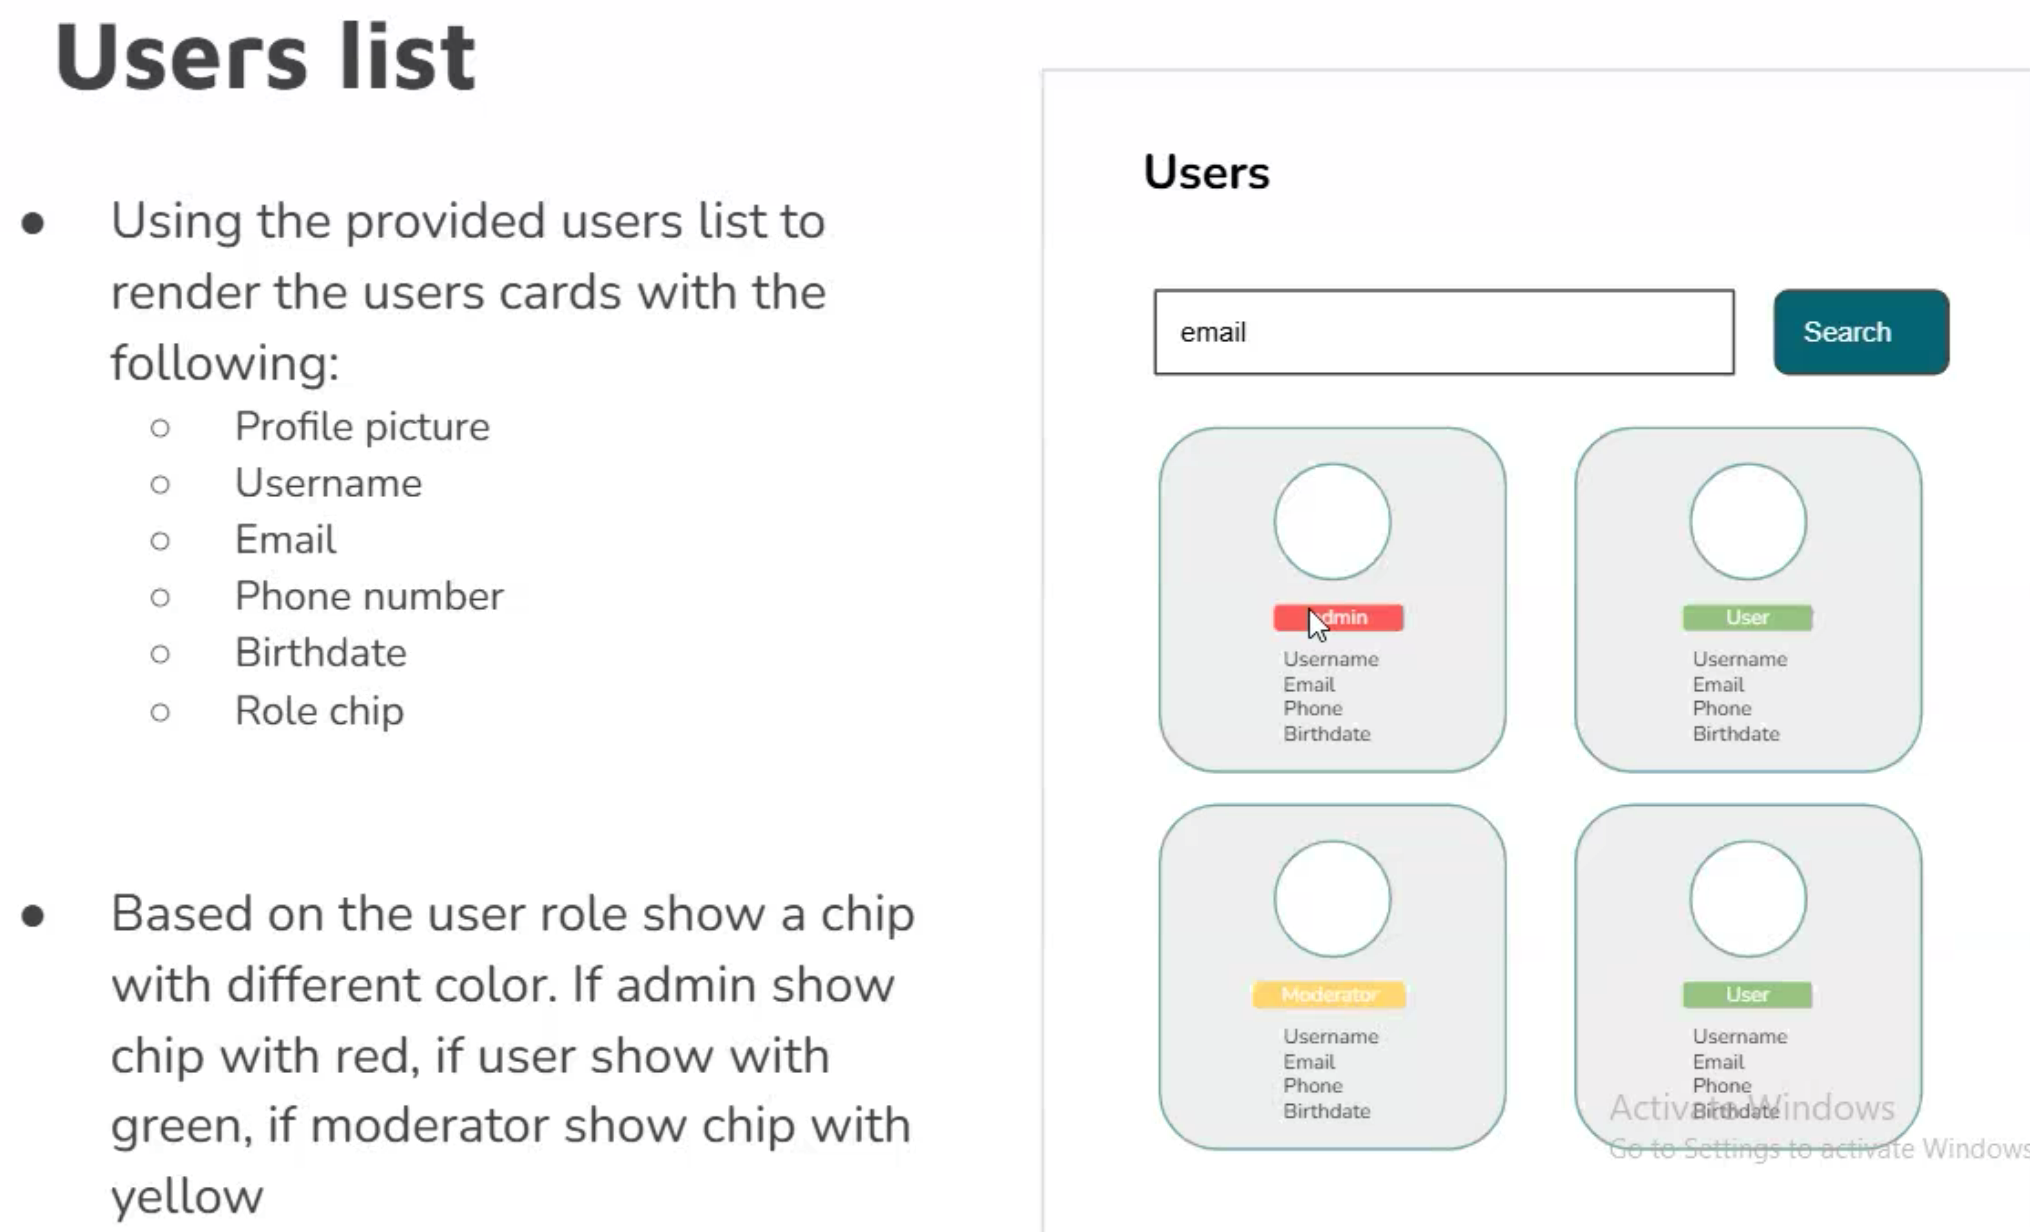 Users list
● Using the provided users list to
render the users cards with the
following:
○ Profile picture
○ Username
○ Email
○ Phone number
○ Birthdate
○ Role chip
● Based on the user role show a chip
with different color. If admin show
chip with red, if user show with
green, if moderator show chip with
yellow
Users
email
Search
dmin
Username
Email
Phone
Birthdate
User
Username
Email
Phone
Birthdate
Moderator
Username
Email
Phone
Birthdate
User
Username
Email
Phone
Birthdate
Activate Windows
Go to Settings to activate Windows